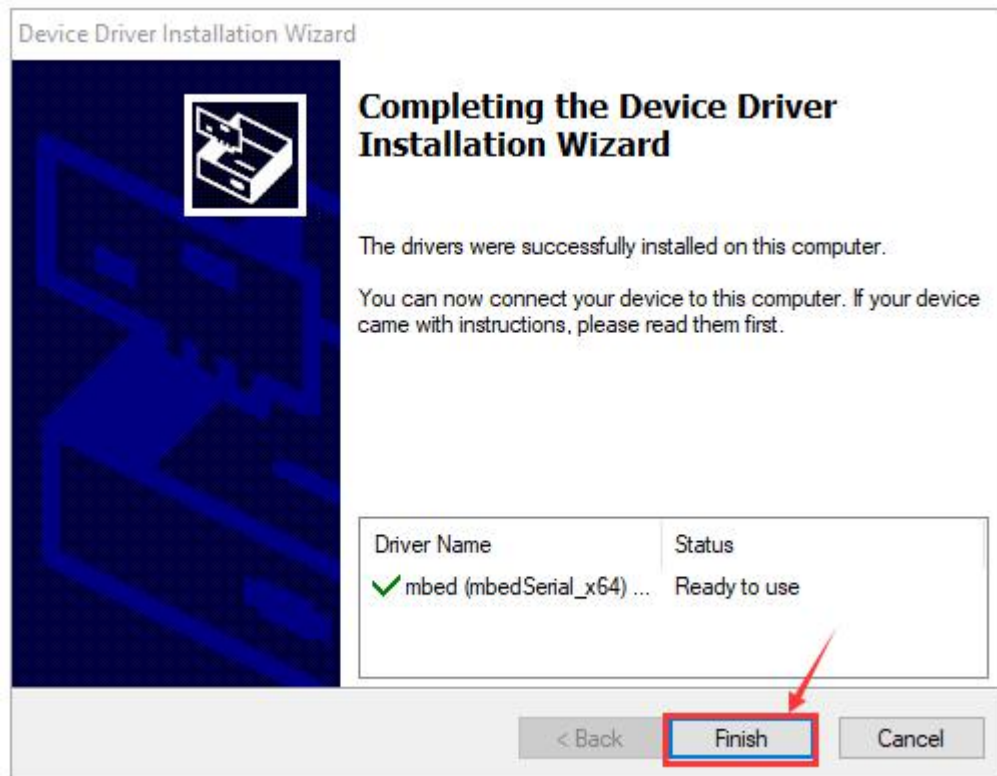 Device Driver Installation Wizard
Completing the Device Driver
Installation Wizard
The drivers were successfully installed on this computer.
You can now connect your device to this computer. If your device
came with instructions, please read them first.
Driver Name Status
mbed (mbedSerial_x64) ... Ready to use
< Back Finish Cancel